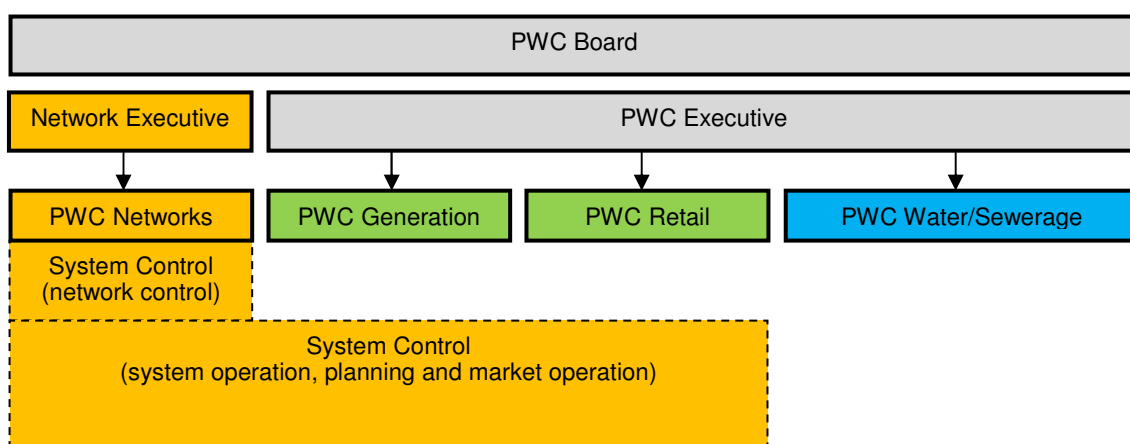 PWC Board
Network Executive
PWC Executive
PWC Networks
PWC Generation
PWC Retail
PWC Water/Sewerage
System Control
(network control)
System Control
(system operation, planning and market operation)